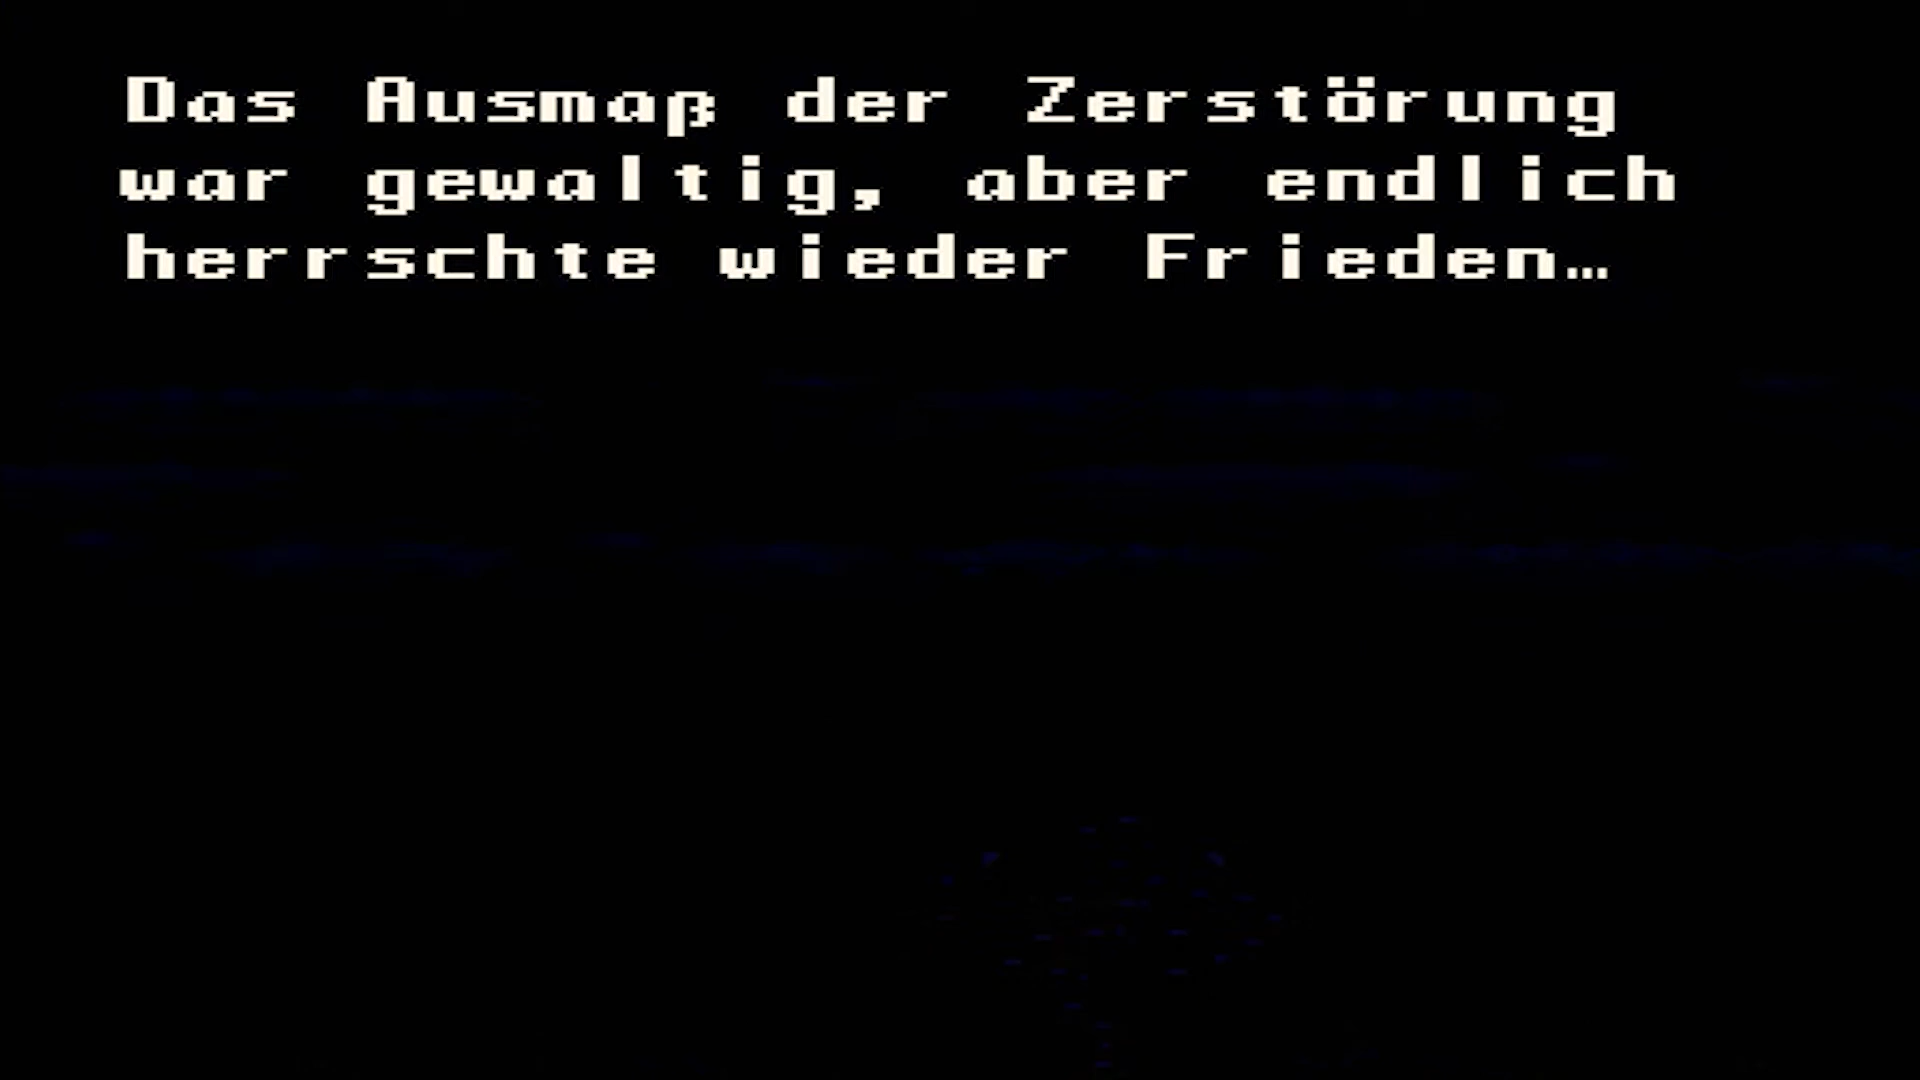 Das Ausmaß der Zerstörung
war gewaltig, aber endlich
herrschte wieder Frieden…